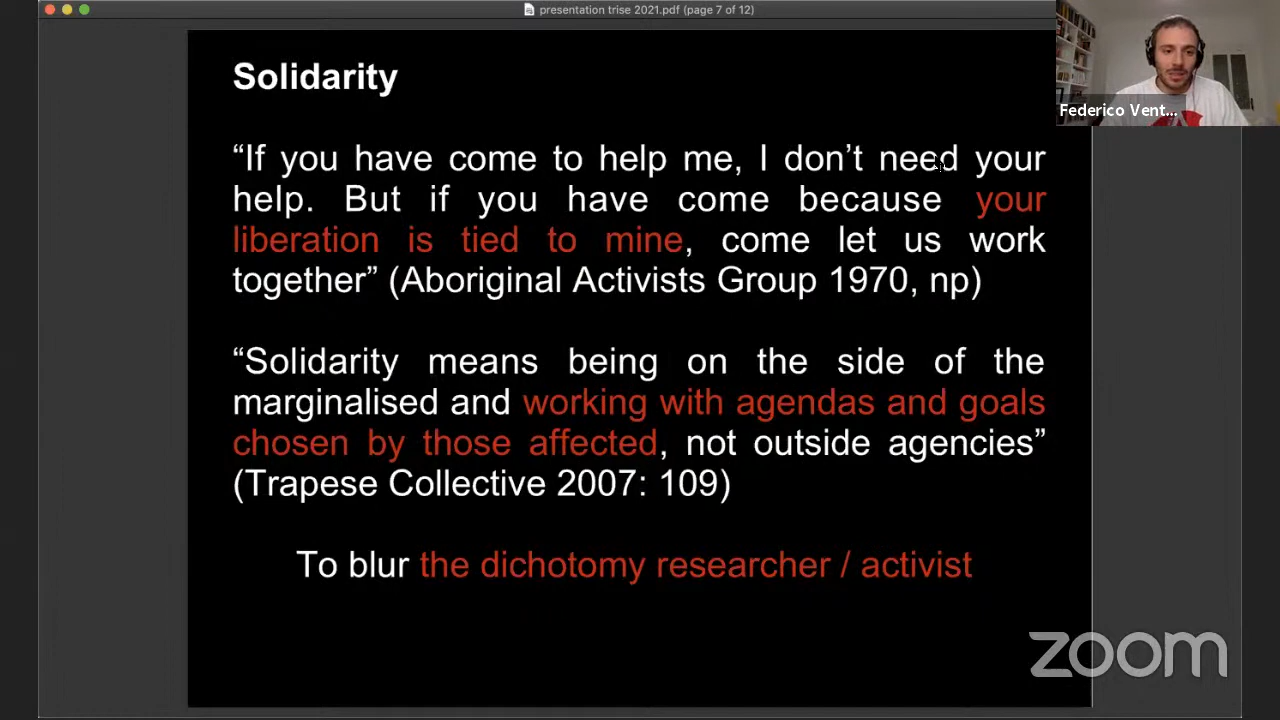 presentation trise 2021.pdf (page 7 of 12)
Federico Vent...
Solidarity
“If you have come to help me, I don’t need your
help. But if you have come because your
liberation is tied to mine, come let us work
together” (Aboriginal Activists Group 1970, np)
“Solidarity means being on the side of the
marginalised and working with agendas and goals
chosen by those affected, not outside agencies”
(Trapese Collective 2007: 109)
To blur the dichotomy researcher / activist
zoom